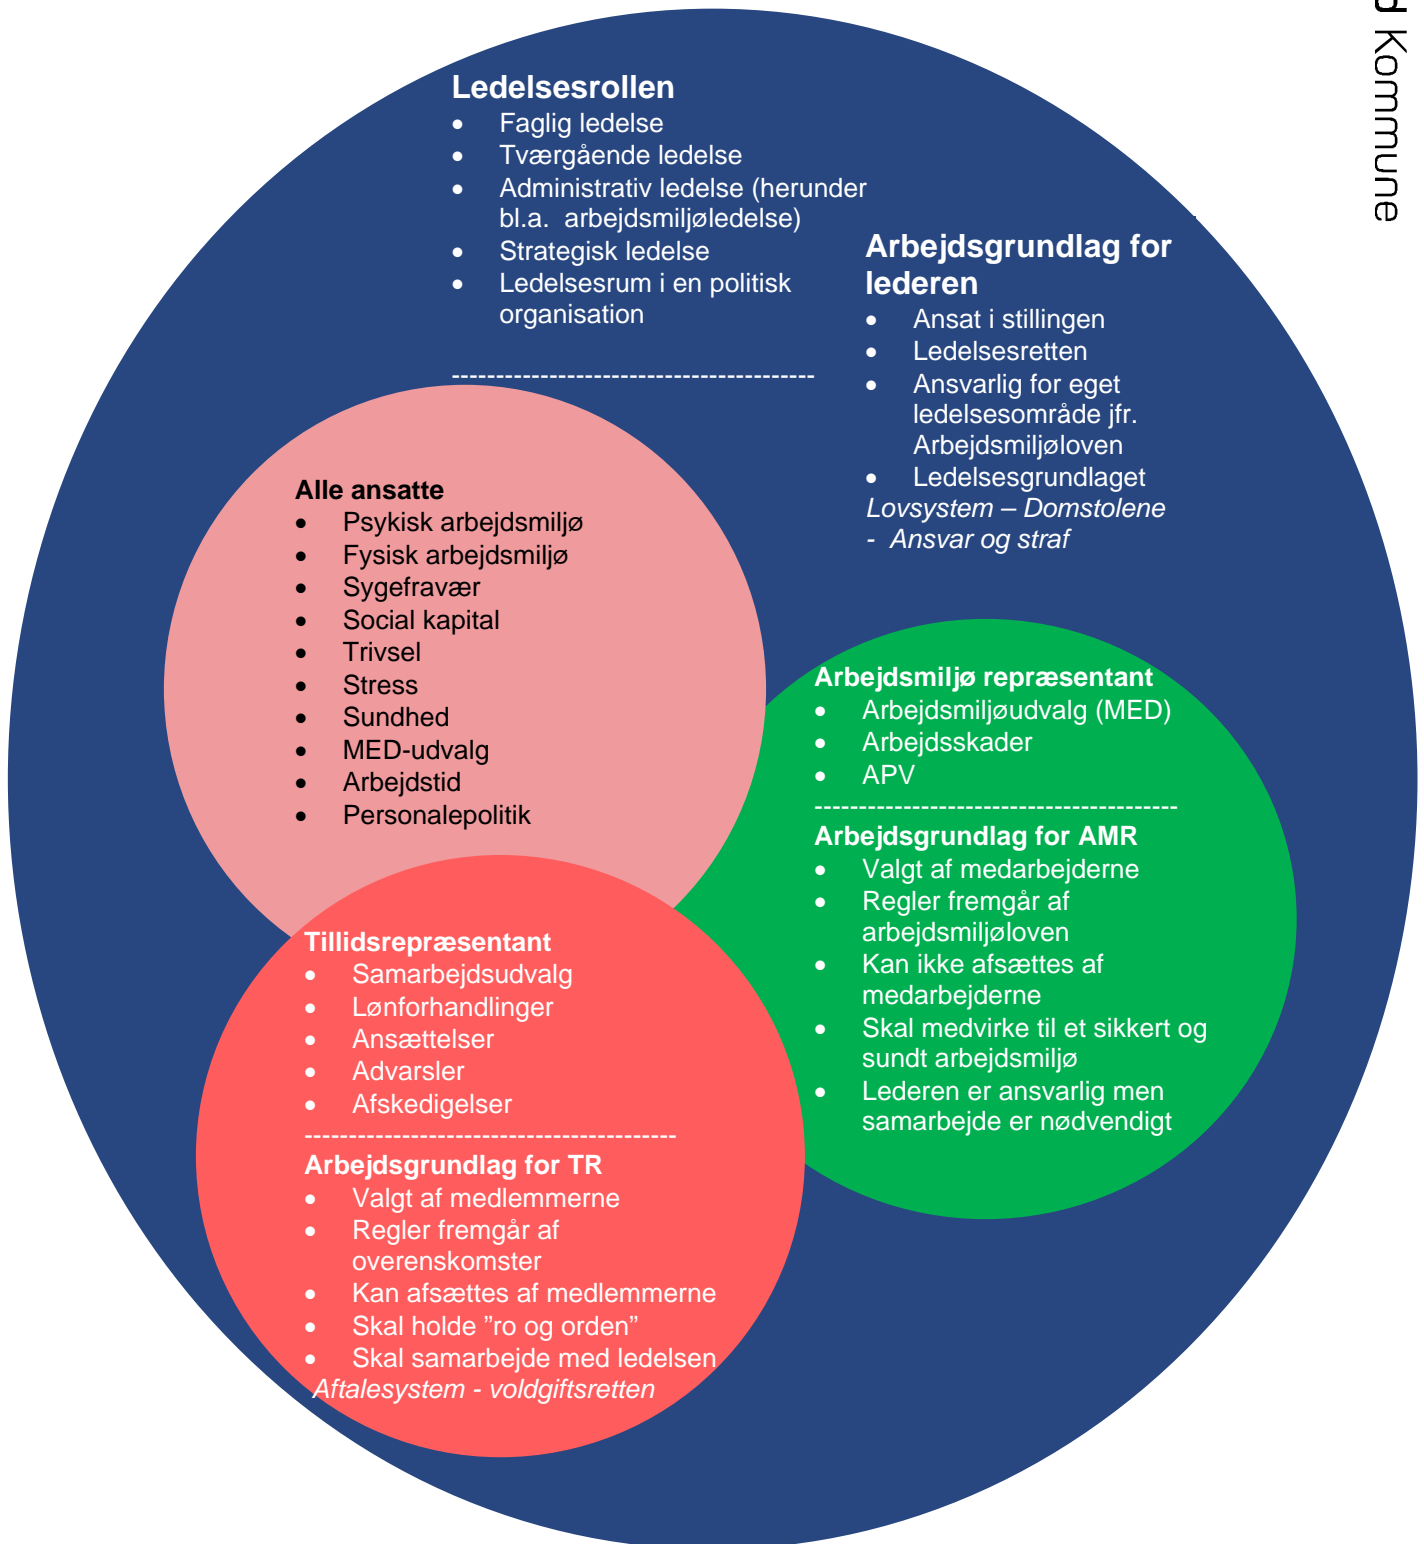 Kommune
Ledelsesrollen
• Faglig ledelse
• Tværgående ledelse
• Administrativ ledelse (herunder
bl.a. arbejdsmiljøledelse)
• Strategisk ledelse
• Ledelsesrum i en politisk
organisation
-----------------------------------------
Arbejdsgrundlag for
lederen
• Ansat i stillingen
• Ledelsesretten
• Ansvarlig for eget
ledelsesområde jfr.
Arbejdsmiljøloven
• Ledelsesgrundlaget
Lovsystem – Domstolene
- Ansvar og straf
Alle ansatte
• Psykisk arbejdsmiljø
• Fysisk arbejdsmiljø
• Sygefravær
• Social kapital
• Trivsel
• Stress
• Sundhed
• MED-udvalg
• Arbejdstid
• Personalepolitik
Arbejdsmiljø repræsentant
• Arbejdsmiljøudvalg (MED)
• Arbejdsskader
• APV
-----------------------------------------
Arbejdsgrundlag for AMR
• Valgt af medarbejderne
• Regler fremgår af
arbejdsmiljøloven
• Kan ikke afsættes af
medarbejderne
• Skal medvirke til et sikkert og
sundt arbejdsmiljø
• Lederen er ansvarlig men
samarbejde er nødvendigt
Tillidsrepræsentant
• Samarbejdsudvalg
• Lønforhandlinger
• Ansættelser
• Advarsler
• Afskedigelser
------------------------------------------
Arbejdsgrundlag for TR
• Valgt af medlemmerne
• Regler fremgår af
overenskomster
• Kan afsættes af medlemmerne
• Skal holde ”ro og orden”
• Skal samarbejde med ledelsen
Aftalesystem - voldgiftsretten